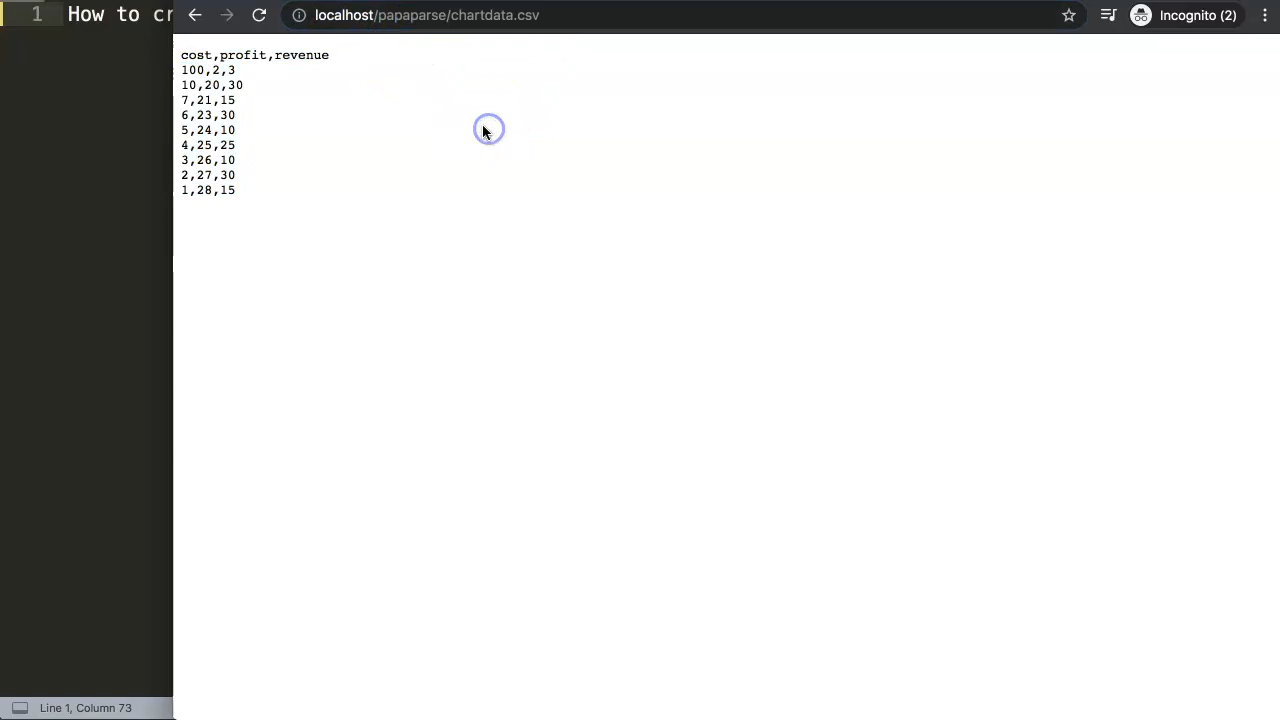 1 How to cr
localhost/papaparse/chartdata.csv
Incognito (2)
cost,profit,revenue
100,2,3
10,20,30
7,21,15
6,23,30
5,24,10
4,25,25
3,26,10
2,27,30
1,28,15
Line 1, Column 73